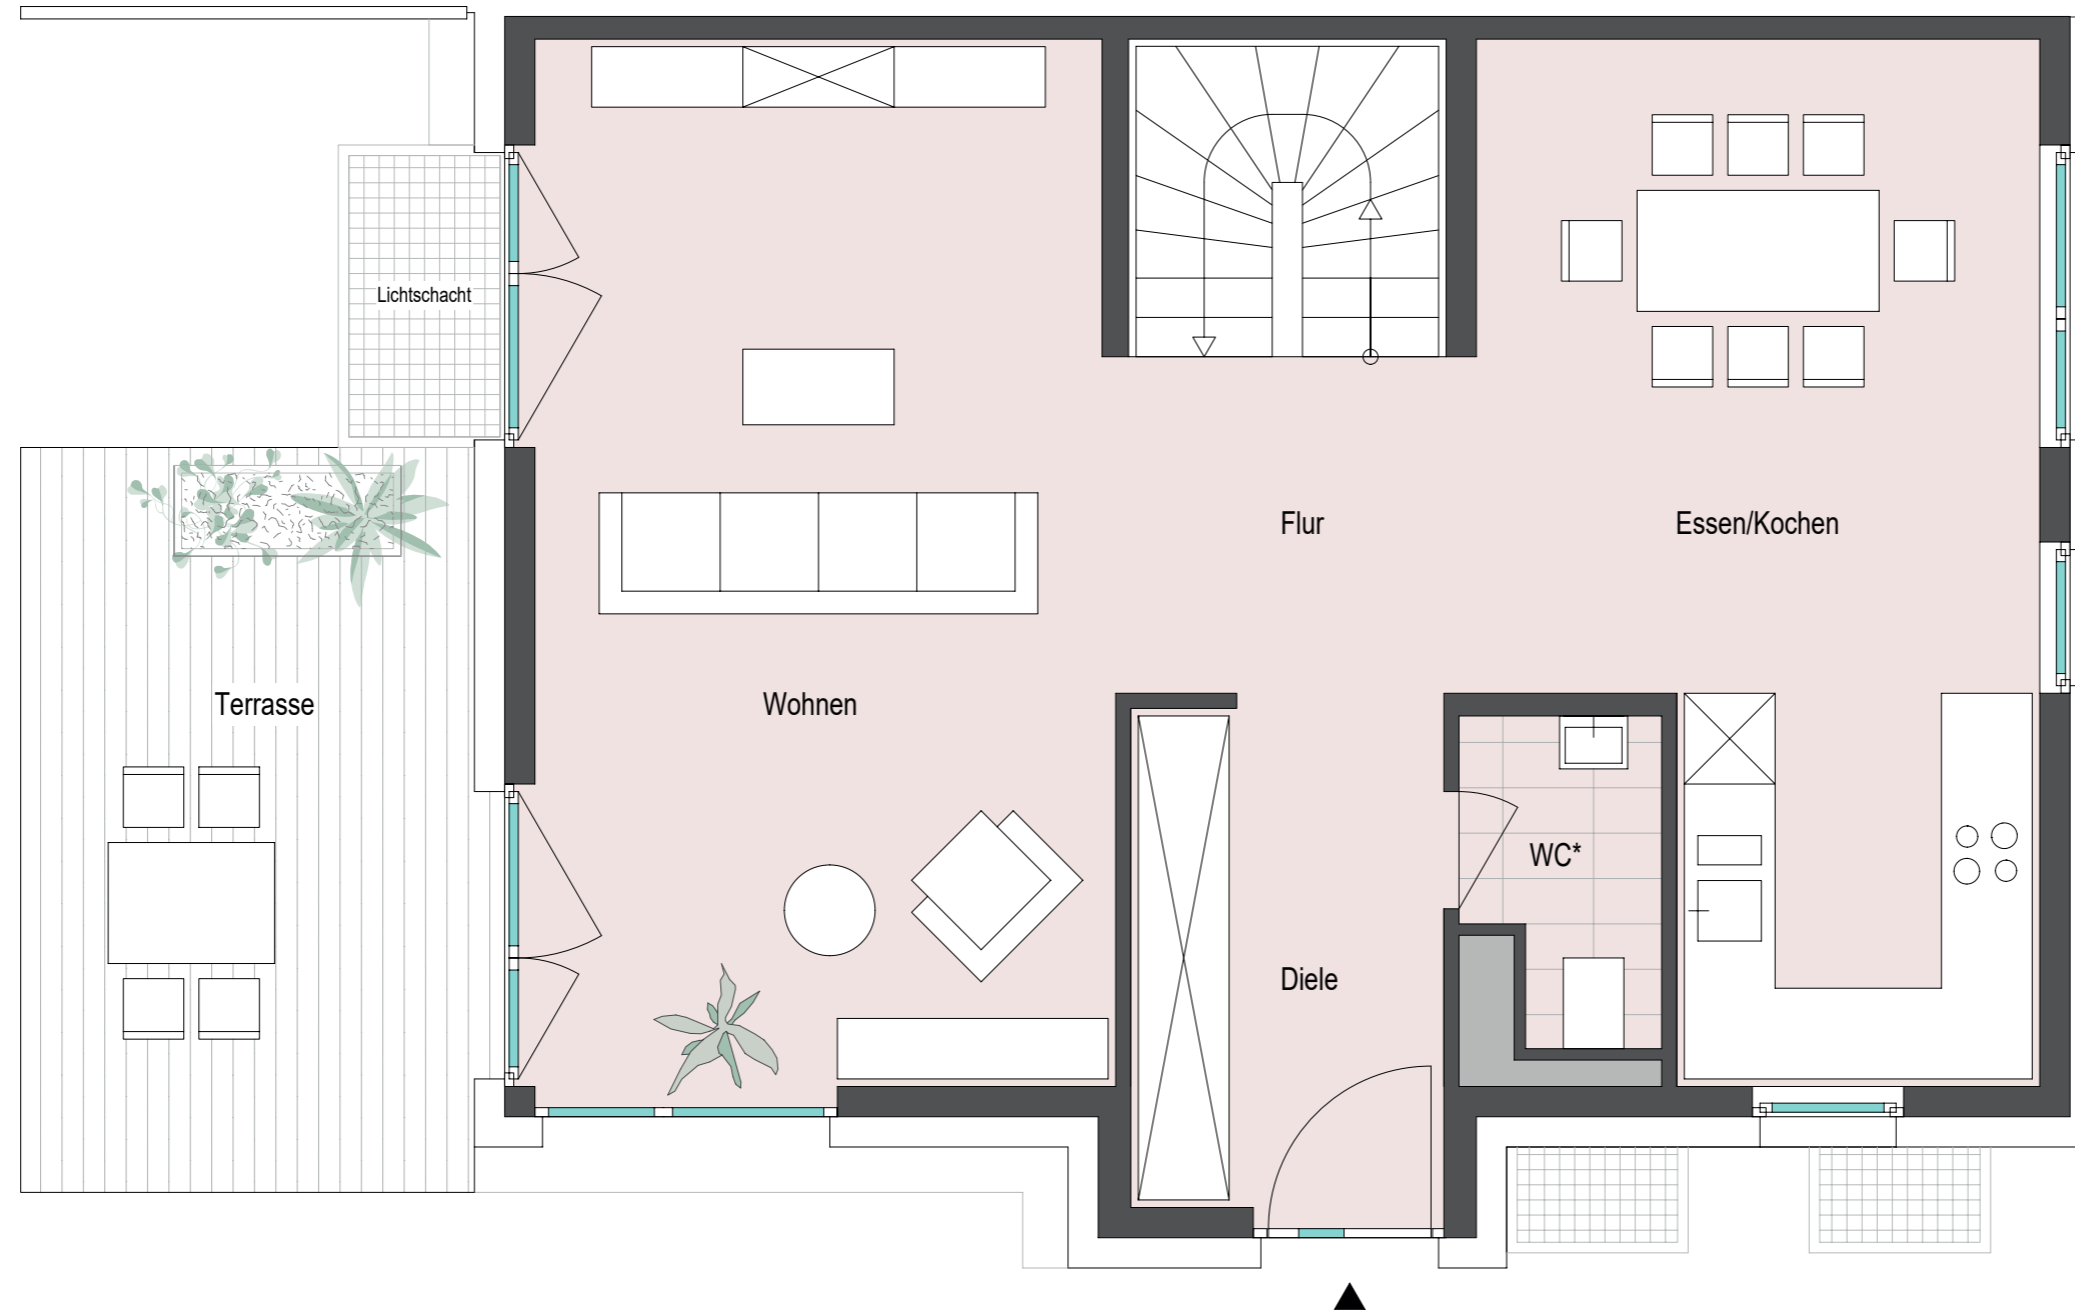 Lichtschacht
Flur
Essen/Kochen
Terrasse
Wohnen
WC*
Diele